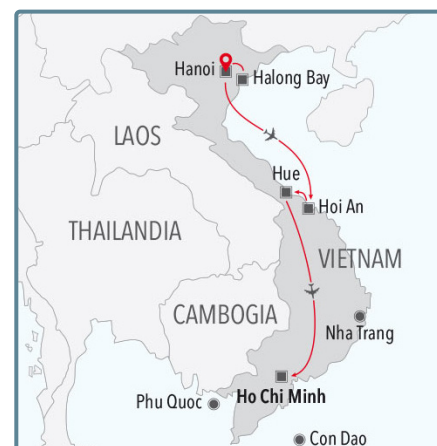 Hanoi
Halong Bay
LAOS
Hue
Hoi An
THAILANDIA
VIETNAM
CAMBOGIA
Nha Trang
Phu Quoc
Ho Chi Minh
Con Dao